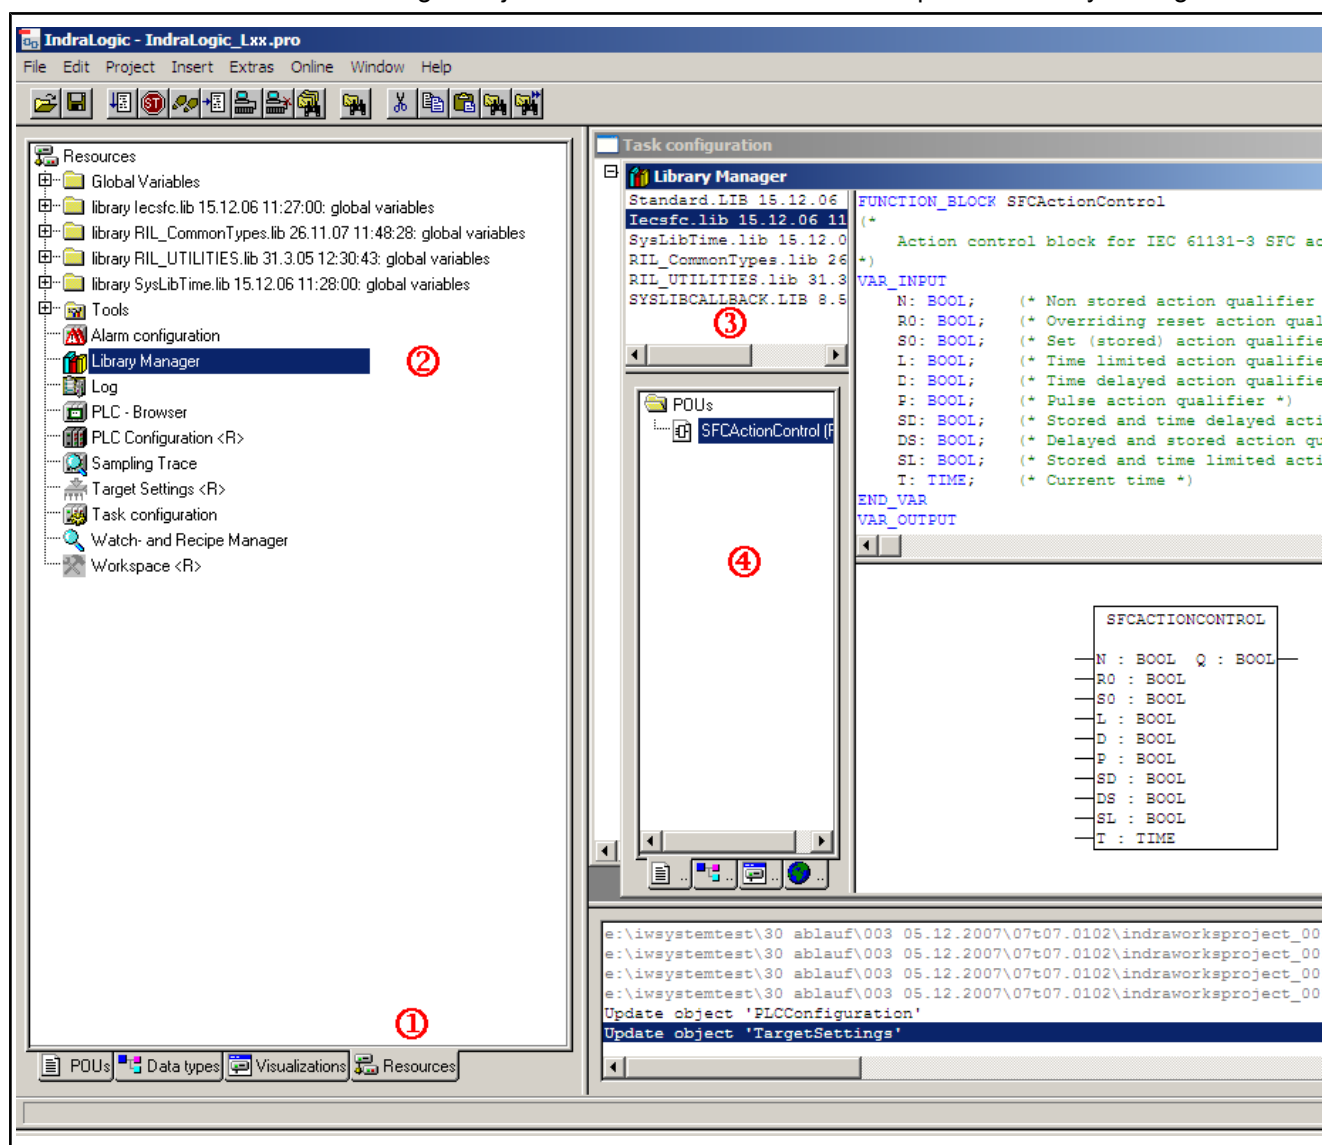 IndraLogic - IndraLogic_Lxx.pro
File Edit Project Insert Extras Online Window Help
Resources
Global Variables
library Iecsfc.lib 15.12.06 11:27:00: global variables
library RIL_CommonTypes.lib 26.11.07 11:48:28: global variables
library RIL_UTILITIES.lib 31.3.05 12:30:43: global variables
library SysLibTime.lib 15.12.06 11:28:00: global variables
Tools
Alarm configuration
Library Manager
②
Log
PLC - Browser
PLC Configuration <R>
Sampling Trace
Target Settings <R>
Task configuration
Watch- and Recipe Manager
Workspace <R>
①
POUs Data types Visualizations Resources
Task configuration
Library Manager
Standard.LIB 15.12.06
Iecsfc.lib 15.12.06 11
SysLibTime.lib 15.12.0
RIL_CommonTypes.lib 26
RIL_UTILITIES.lib 31.3
SYSLIBCALLBACK.LIB 8.5
③
POUs
SFCActionControl (F
④
FUNCTION_BLOCK SFCActionControl
(*
Action control block for IEC 61131-3 SFC ac
*)
VAR_INPUT
N: BOOL; (* Non stored action qualifier
R0: BOOL; (* Overriding reset action qual
S0: BOOL; (* Set (stored) action qualifie
L: BOOL; (* Time limited action qualifie
D: BOOL; (* Time delayed action qualifie
P: BOOL; (* Pulse action qualifier *)
SD: BOOL; (* Stored and time delayed acti
DS: BOOL; (* Delayed and stored action qu
SL: BOOL; (* Stored and time limited acti
T: TIME; (* Current time *)
END_VAR
VAR_OUTPUT
SFCACTIONCONTROL
N : BOOL Q : BOOL
R0 : BOOL
S0 : BOOL
L : BOOL
D : BOOL
P : BOOL
SD : BOOL
DS : BOOL
SL : BOOL
T : TIME
e:\iwsystemtest\30 ablauf\003 05.12.2007\07t07.0102\indraworksproject_00
e:\iwsystemtest\30 ablauf\003 05.12.2007\07t07.0102\indraworksproject_00
e:\iwsystemtest\30 ablauf\003 05.12.2007\07t07.0102\indraworksproject_00
e:\iwsystemtest\30 ablauf\003 05.12.2007\07t07.0102\indraworksproject_00
Update object 'PLCConfiguration'
Update object 'TargetSettings'